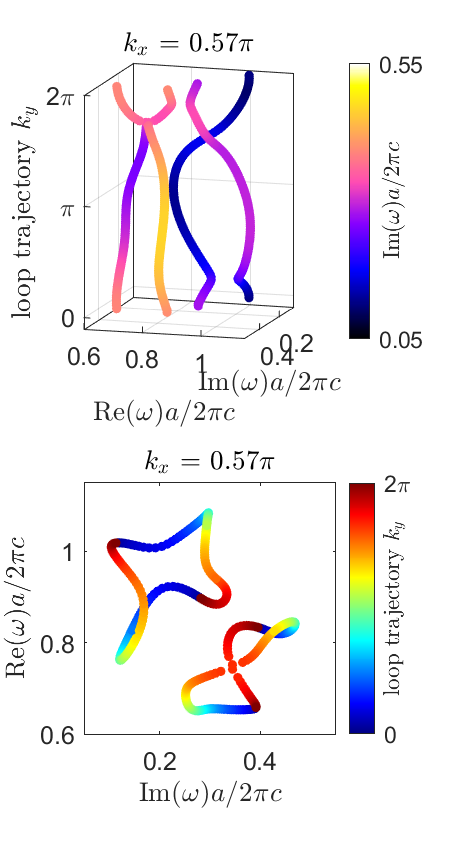 k_x = 0.57π
2π
π
0
loop trajectory k_y
0.6
0.8
1
0.4
0.2
Im(ω)a/2πc
Re(ω)a/2πc
0.55
0.05
Im(ω)a/2πc
k_x = 0.57π
1
0.8
0.6
Re(ω)a/2πc
0.2
0.4
Im(ω)a/2πc
2π
0
loop trajectory k_y